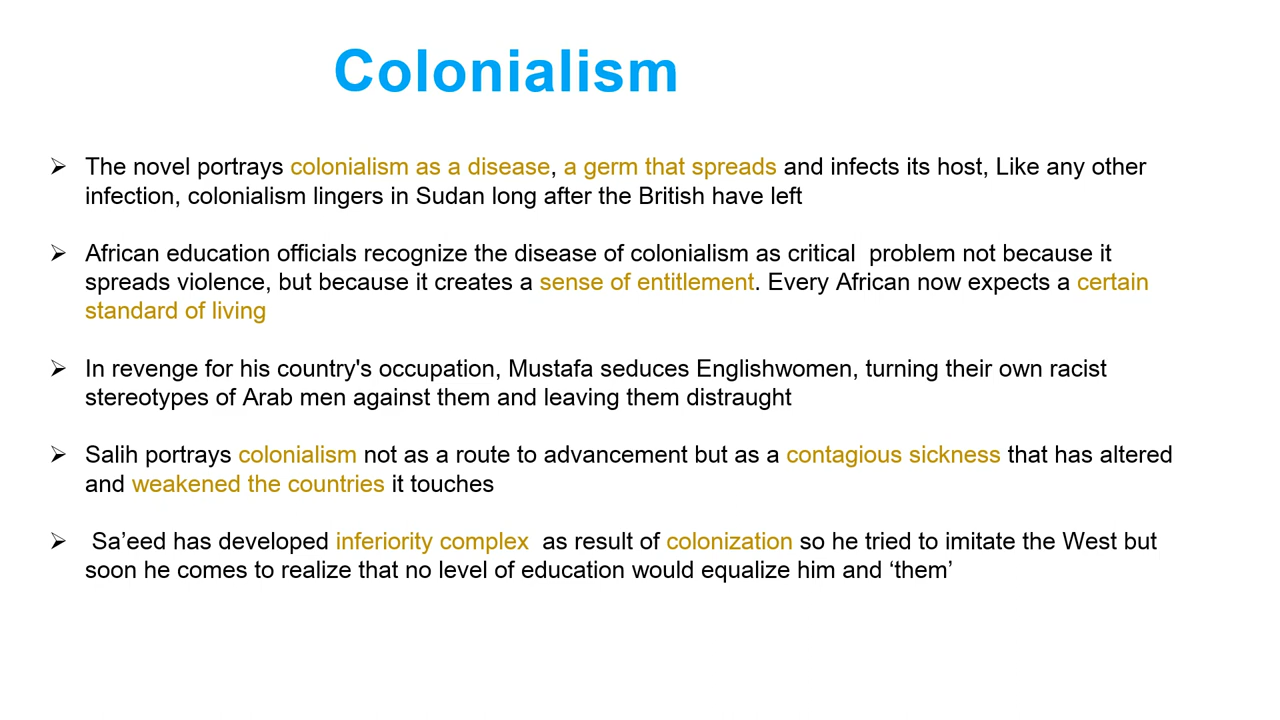 Colonialism
➢ The novel portrays colonialism as a disease, a germ that spreads and infects its host, Like any other
infection, colonialism lingers in Sudan long after the British have left
➢ African education officials recognize the disease of colonialism as critical  problem not because it
spreads violence, but because it creates a sense of entitlement. Every African now expects a certain
standard of living
➢ In revenge for his country's occupation, Mustafa seduces Englishwomen, turning their own racist
stereotypes of Arab men against them and leaving them distraught
➢ Salih portrays colonialism not as a route to advancement but as a contagious sickness that has altered
and weakened the countries it touches
➢ Sa’eed has developed inferiority complex  as result of colonization so he tried to imitate the West but
soon he comes to realize that no level of education would equalize him and ‘them’